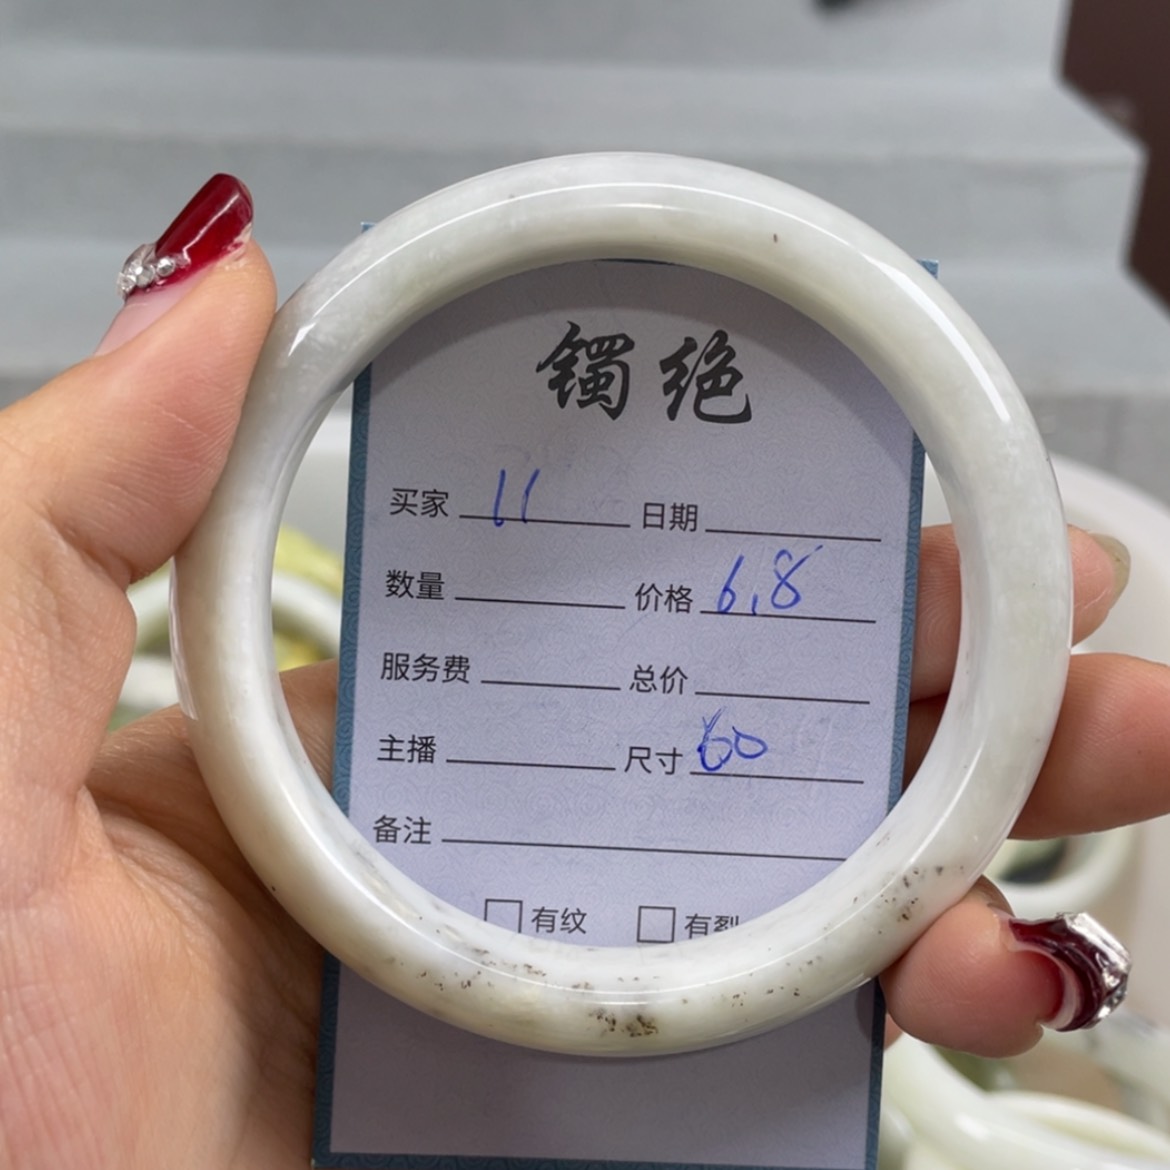 镯绝
买家 11 日期
数量 价格 6.8
服务费 总价
主播 尺寸 60
备注
□有纹 □有裂